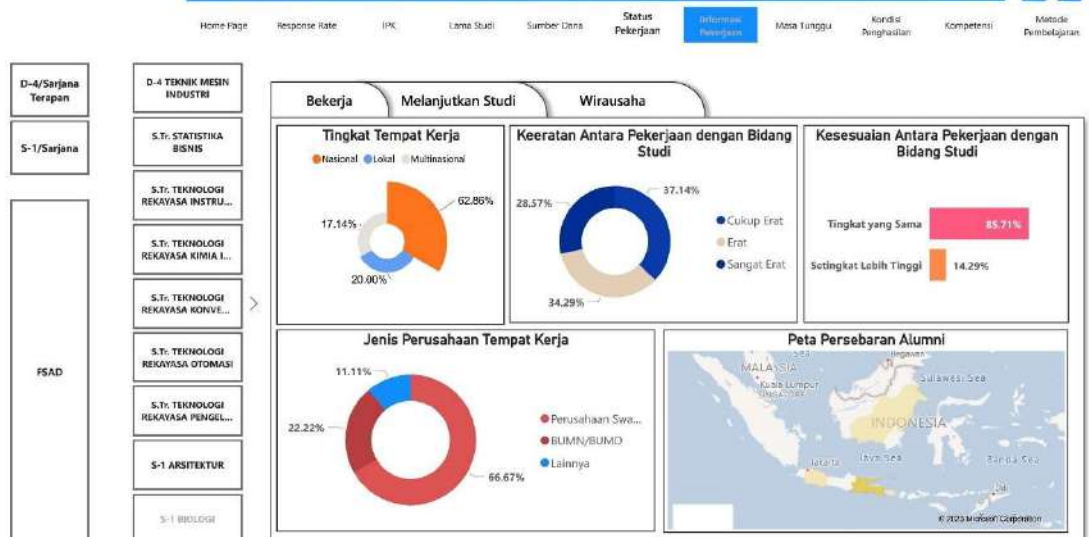 Home Page
Response Rate
IPK
Lama Studi
Sumber Dana
Status
Pekerjaan
Informasi
Pekerjaan
Masa Tunggu
Kondisi
Penghasilan
Kompetensi
Metode
Pembelajaran
D-4/Sarjana
Terapan
S-1/Sarjana
FSAD
D-4 TEKNIK MESIN
INDUSTRI
S.Tr. STATISTIKA
BISNIS
S.Tr. TEKNOLOGI
REKAYASA INSTRU...
S.Tr. TEKNOLOGI
REKAYASA KIMIA I...
S.Tr. TEKNOLOGI
REKAYASA KONVE...
S.Tr. TEKNOLOGI
REKAYASA OTOMASI
S.Tr. TEKNOLOGI
REKAYASA PENGEL...
S-1 ARSITEKTUR
S-1 BIOLOGI
Bekerja
Melanjutkan Studi
Wirausaha
Tingkat Tempat Kerja
Nasional Lokal Multinasional
62.86%
17.14%
20.00%
Keeratan Antara Pekerjaan dengan Bidang
Studi
37.14%
28.57%
34.29%
Cukup Erat
Erat
Sangat Erat
Kesesuaian Antara Pekerjaan dengan
Bidang Studi
Tingkat yang Sama 85.71%
Setingkat Lebih Tinggi 14.29%
Jenis Perusahaan Tempat Kerja
11.11%
22.22%
66.67%
Perusahaan Swa...
BUMN/BUMD
Lainnya
Peta Persebaran Alumni
Sea
Begawan
MALAYSIA
Kuala Lumpur
SINGAPORE
Sulawesi Sea
INDONESIA
Jakarta
Java Sea
Banda Sea
Dili
© 2023 Microsoft Corporation